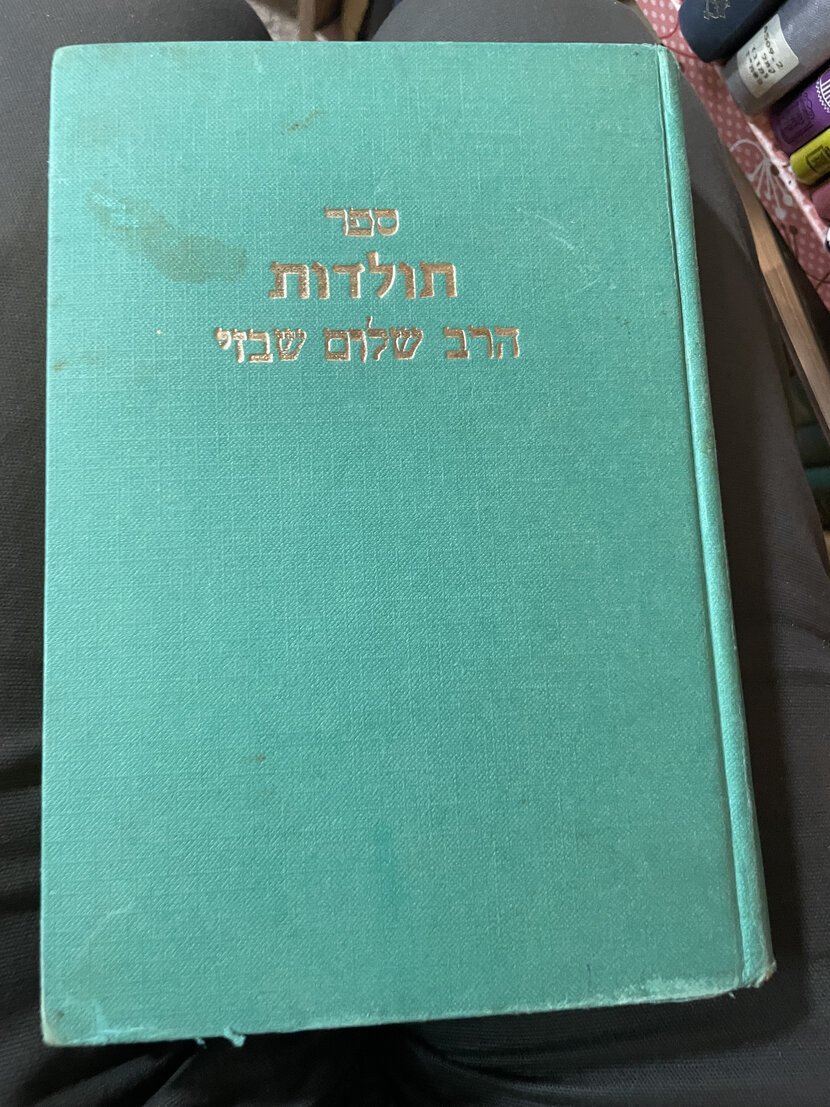 ספר
תולדות
הרב שלום שבזי